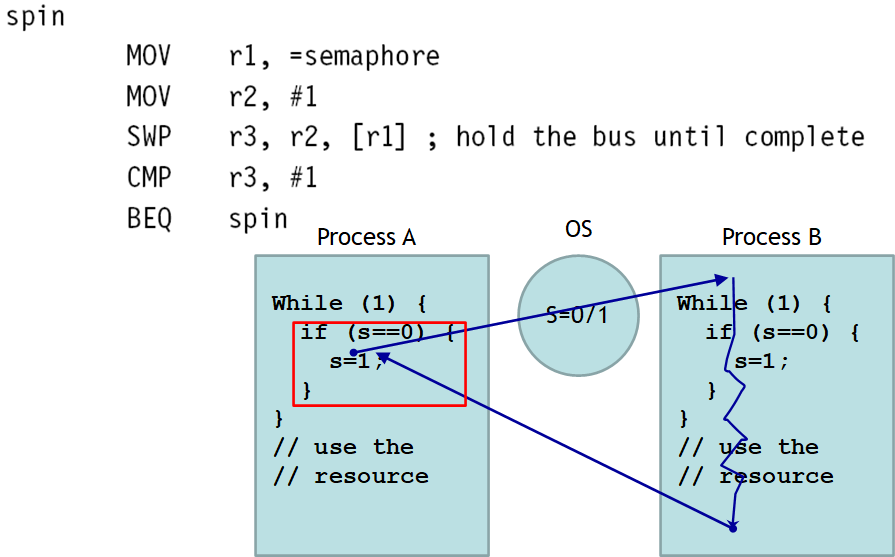 spin
MOV r1, =semaphore
MOV r2, #1
SWP r3, r2, [r1] ; hold the bus until complete
CMP r3, #1
BEQ spin
Process A
While (1) {
if (s==0) {
s=1;
}
}
// use the
// resource
OS
S=0/1
Process B
While (1) {
if (s==0) {
s=1;
}
}
// use the
// resource